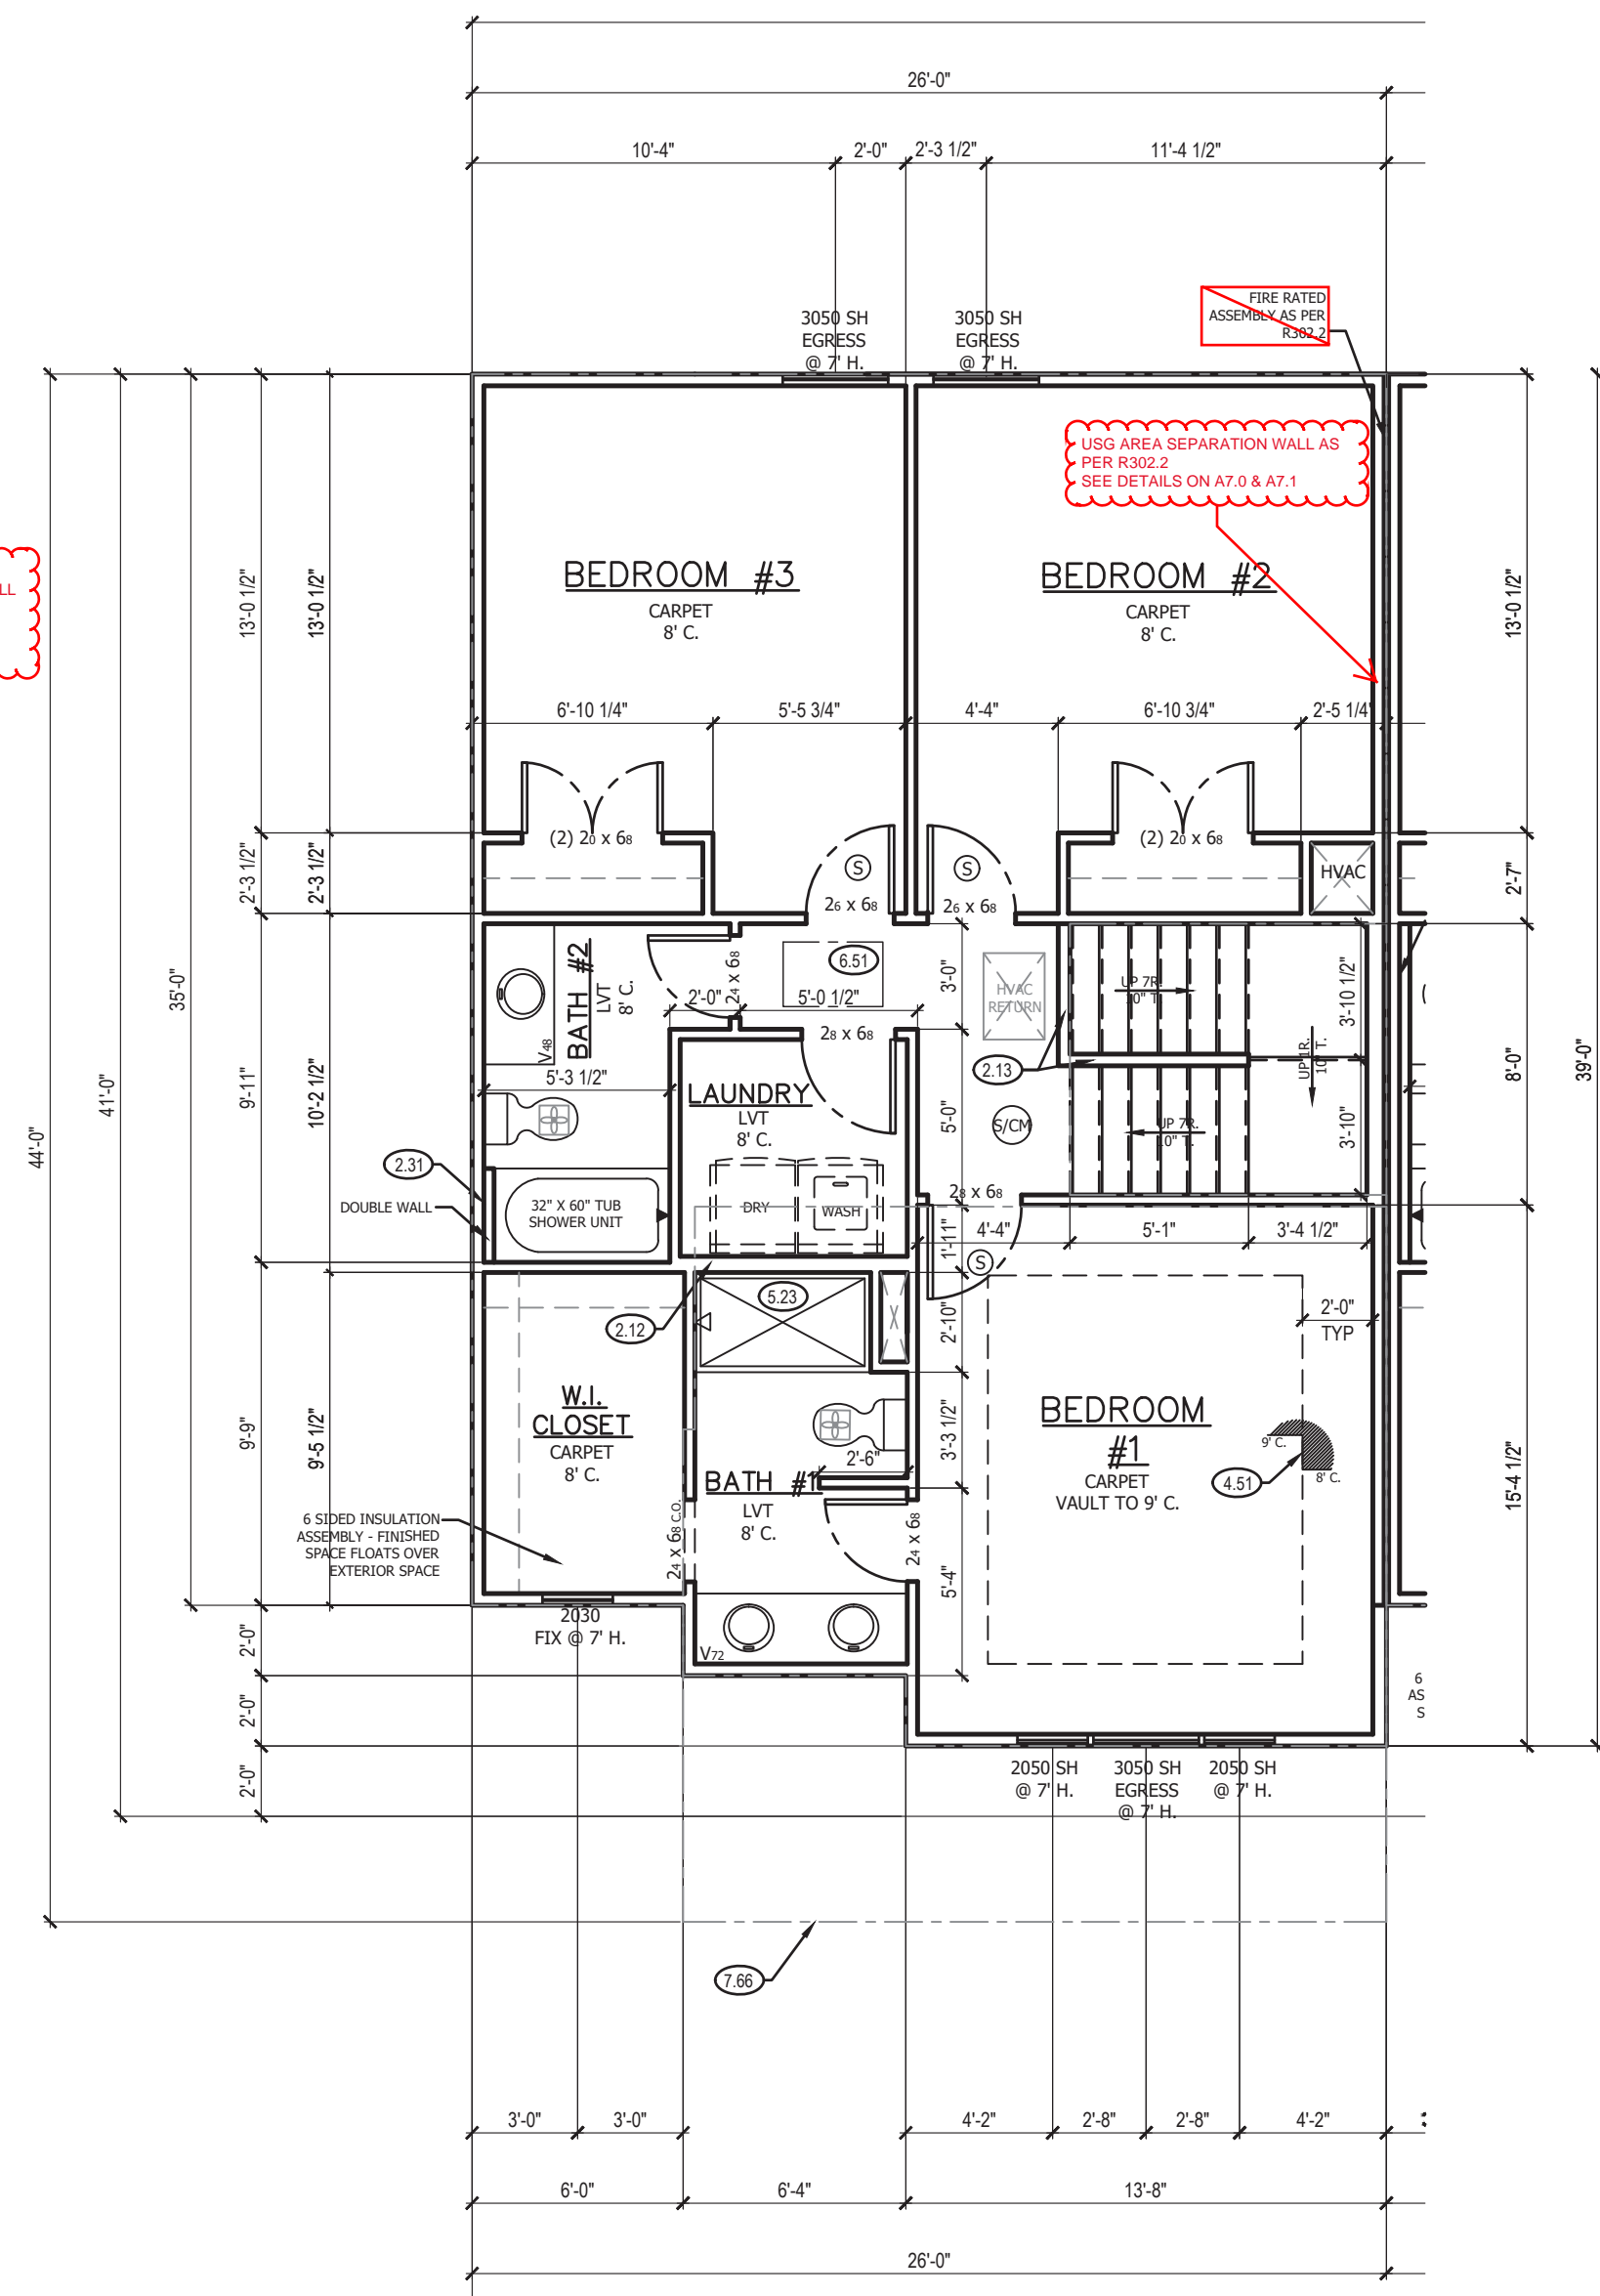 26'-0"
10'-4"
2'-0"
2'-3 1/2"
11'-4 1/2"
3050 SH
EGRESS
@ 7' H.
3050 SH
EGRESS
@ 7' H.
FIRE RATED
ASSEMBLY AS PER
R302.2
USG AREA SEPARATION WALL AS
PER R302.2
SEE DETAILS ON A7.0 & A7.1
LL
BEDROOM #3
CARPET
8' C.
BEDROOM #2
CARPET
8' C.
13'-0 1/2"
13'-0 1/2"
13'-0 1/2"
6'-10 1/4"
5'-5 3/4"
4'-4"
6'-10 3/4"
2'-5 1/4"
(2) 20 x 68
(2) 20 x 68
2'-3 1/2"
2'-3 1/2"
S
S
HVAC
2'-7"
26 x 68
26 x 68
35'-0"
BATH #2
LVT
8' C.
24 x 68
6.51
3'-0"
HVAC
RETURN
UP 7R.
10" T.
3'-10 1/2"
2'-0"
5'-0 1/2"
28 x 68
V48
5'-3 1/2"
2.13
UP 1R.
10" T.
41'-0"
44'-0"
9'-11"
10'-2 1/2"
8'-0"
39'-0"
LAUNDRY
LVT
8' C.
5'-0"
S/CM
UP 7R.
10" T.
3'-10"
2.31
DOUBLE WALL
32" X 60" TUB
SHOWER UNIT
DRY
WASH
28 x 68
1'-11"
4'-4"
5'-1"
3'-4 1/2"
S
5.23
2.12
2'-10"
2'-0"
TYP
W.I.
CLOSET
CARPET
8' C.
9'-9"
9'-5 1/2"
3'-3 1/2"
2'-6"
BEDROOM
#1
CARPET
VAULT TO 9' C.
9' C.
8' C.
4.51
15'-4 1/2"
BATH #1
LVT
8' C.
6 SIDED INSULATION
ASSEMBLY - FINISHED
SPACE FLOATS OVER
EXTERIOR SPACE
24 x 68 C.O.
24 x 68
5'-4"
2030
FIX @ 7' H.
V72
2'-0"
2'-0"
2'-0"
6
AS
S
2050 SH
@ 7' H.
3050 SH
EGRESS
@ 7' H.
2050 SH
@ 7' H.
7.66
3'-0"
3'-0"
4'-2"
2'-8"
2'-8"
4'-2"
6'-0"
6'-4"
13'-8"
26'-0"